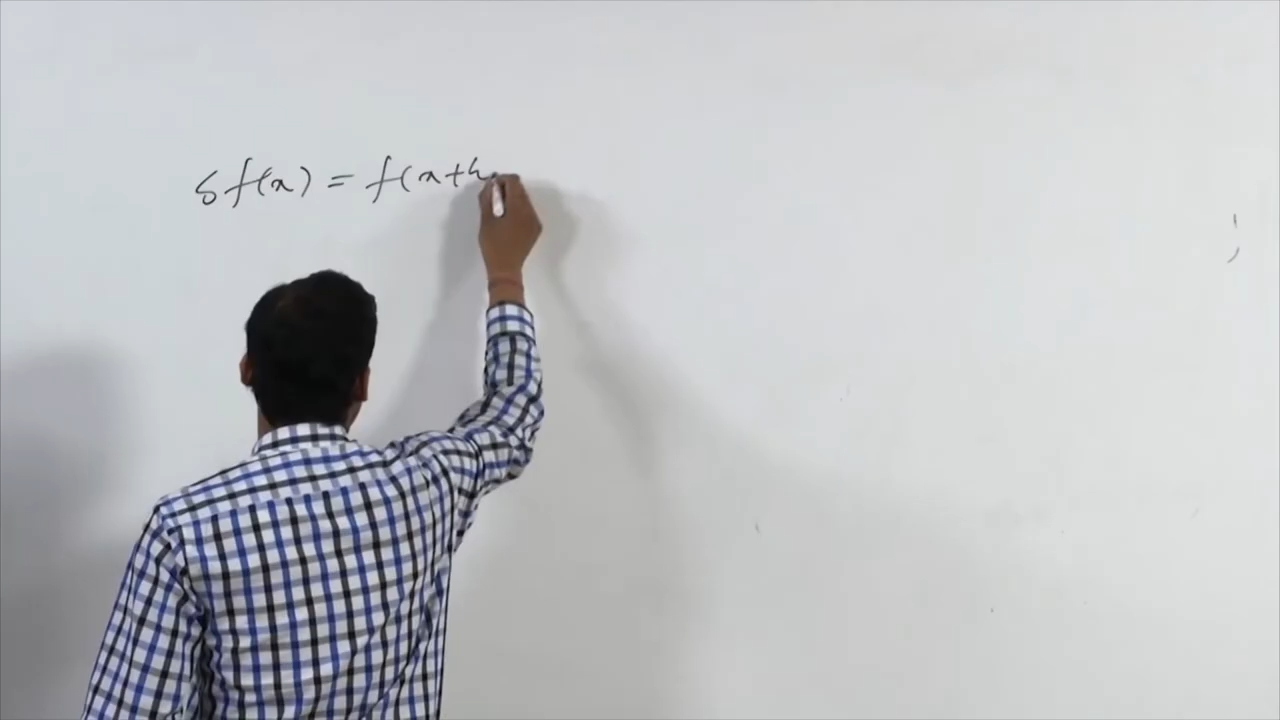 δf(x) = f(x+h